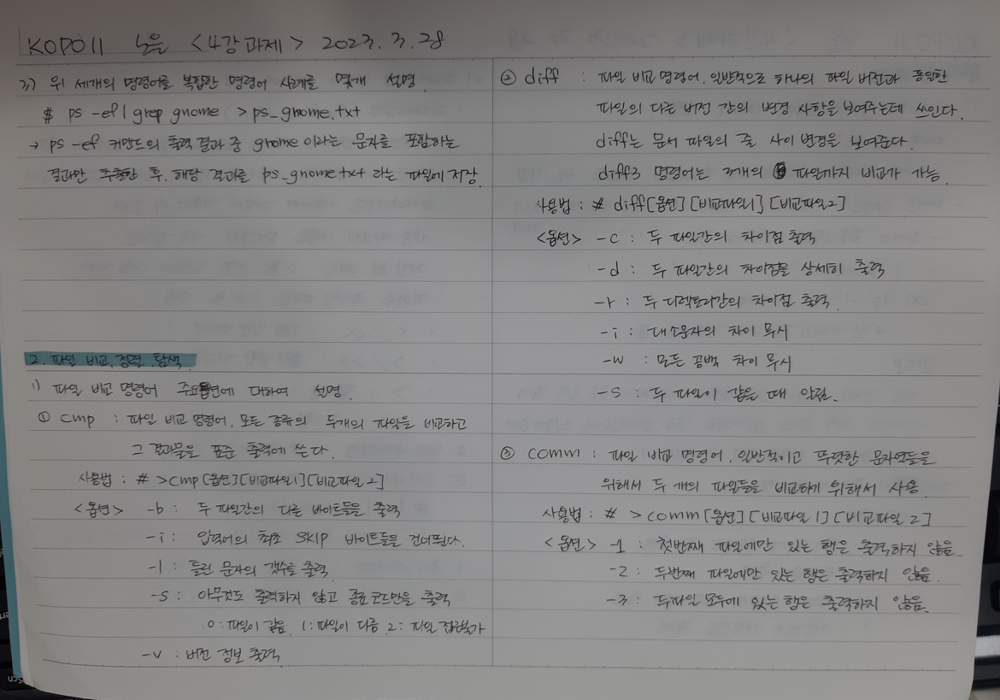 KOPO11 노은 <4강과제> 2023.3.28
3) 위 세개의 명령어를 복합한 명령어 사례를 몇개 설명.
$ ps -ef | grep gnome > ps_gnome.txt
→ ps -ef 커맨드의 출력 결과 중 gnome 이라는 문자를 포함하는
결과만 추출한 후, 해당 결과를 ps_gnome.txt 라는 파일에 저장.
2. 파일 비교, 정렬, 탐색
1) 파일 비교 명령어 주요옵션에 대하여 설명.
① cmp : 파일 비교 명령어, 모든 종류의 두개의 파일을 비교하고
그 결과물을 표준 출력에 쓴다.
사용법 : # >cmp [옵션][비교파일1][비교파일2]
<옵션> -b : 두 파일간의 다른 바이트들을 출력
-i : 입력어의 최초 SKIP 바이트들을 건너뛴다.
-l : 틀린 문자의 갯수를 출력
-s : 아무것도 출력하지 않고 종료코드만을 출력
0 : 파일이 같음, 1 : 파일이 다름, 2 : 파일 접근불가
-v : 버전 정보 출력
② diff : 파일 비교 명령어. 일반적으로 하나의 파일 버전과 동일한
파일의 다른 버전 간의 변경 사항을 보여주는데 쓰인다.
diff는 문서 파일의 줄 사이 변경을 보여준다.
diff3 명령어는 3개의 파일까지 비교가 가능.
사용법 : # diff [옵션] [비교파일1] [비교파일2]
<옵션> -c : 두 파일간의 차이점 출력
-d : 두 파일간의 차이점을 상세히 출력
-r : 두 디렉토리간의 차이점 출력
-i : 대소문자의 차이 무시
-w : 모든 공백 차이 무시
-s : 두 파일이 같을 때 알림.
③ comm : 파일 비교 명령어, 일반적이고 뚜렷한 문자연들을
위해서 두 개의 파일들을 비교하기 위해서 사용.
사용법 : # >comm [옵션] [비교파일1] [비교파일2]
<옵션> -1 : 첫번째 파일에만 있는 행은 출력하지 않음.
-2 : 두번째 파일에만 있는 행은 출력하지 않음.
-3 : 두파일 모두에 있는 행은 출력하지 않음.